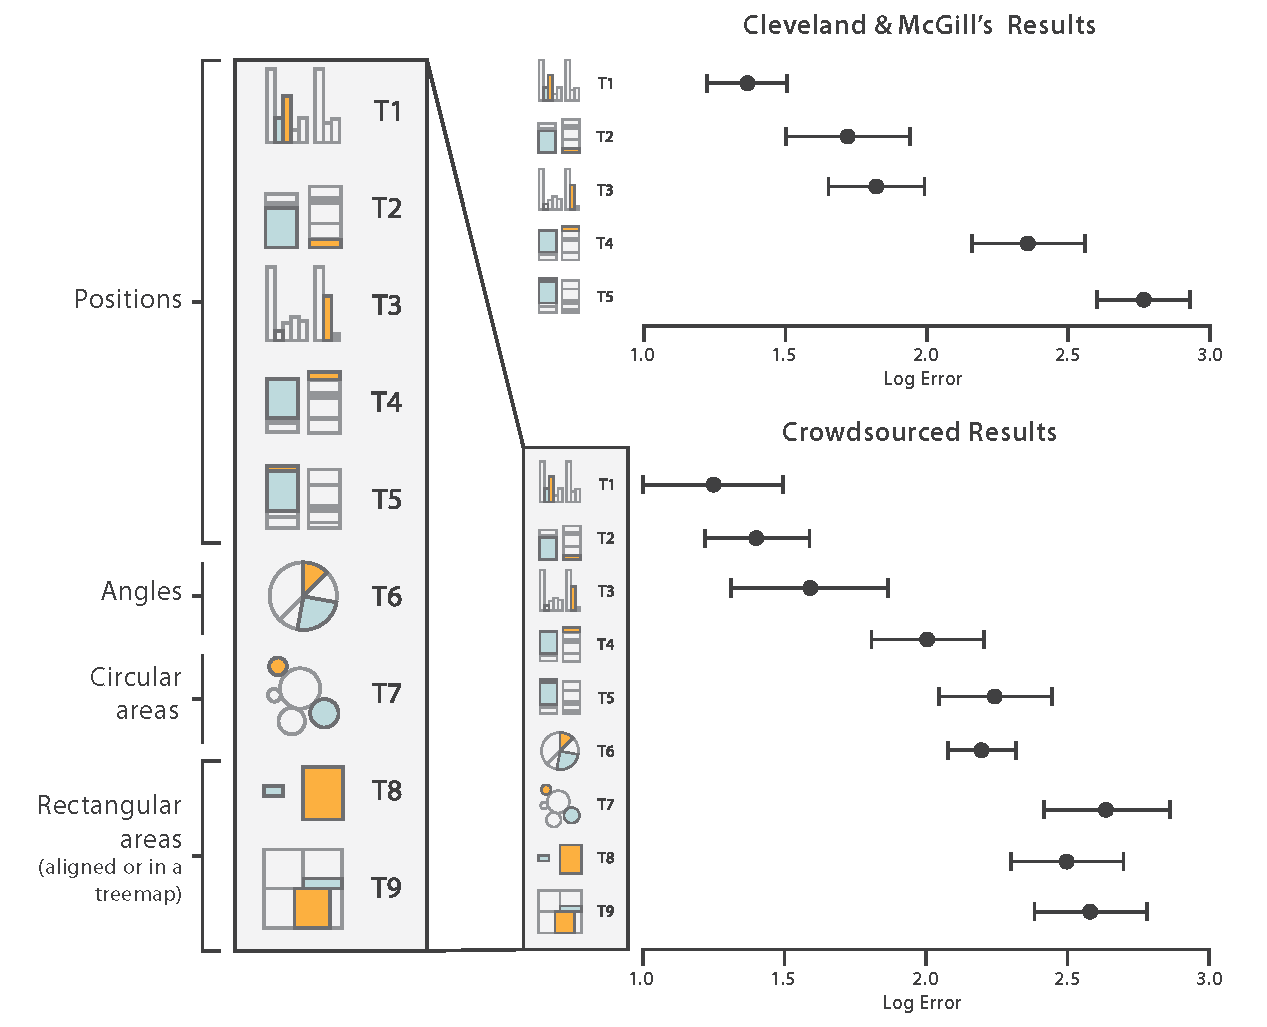 Cleveland & McGill's Results
T1
T2
T3
T4
T5
1.0 1.5 2.0 2.5 3.0
Log Error
Positions
T1
T2
T3
T4
T5
Angles
T6
Circular
areas
T7
Rectangular
areas
(aligned or in a
treemap)
T8
T9
Crowdsourced Results
T1
T2
T3
T4
T5
T6
T7
T8
T9
1.0 1.5 2.0 2.5 3.0
Log Error